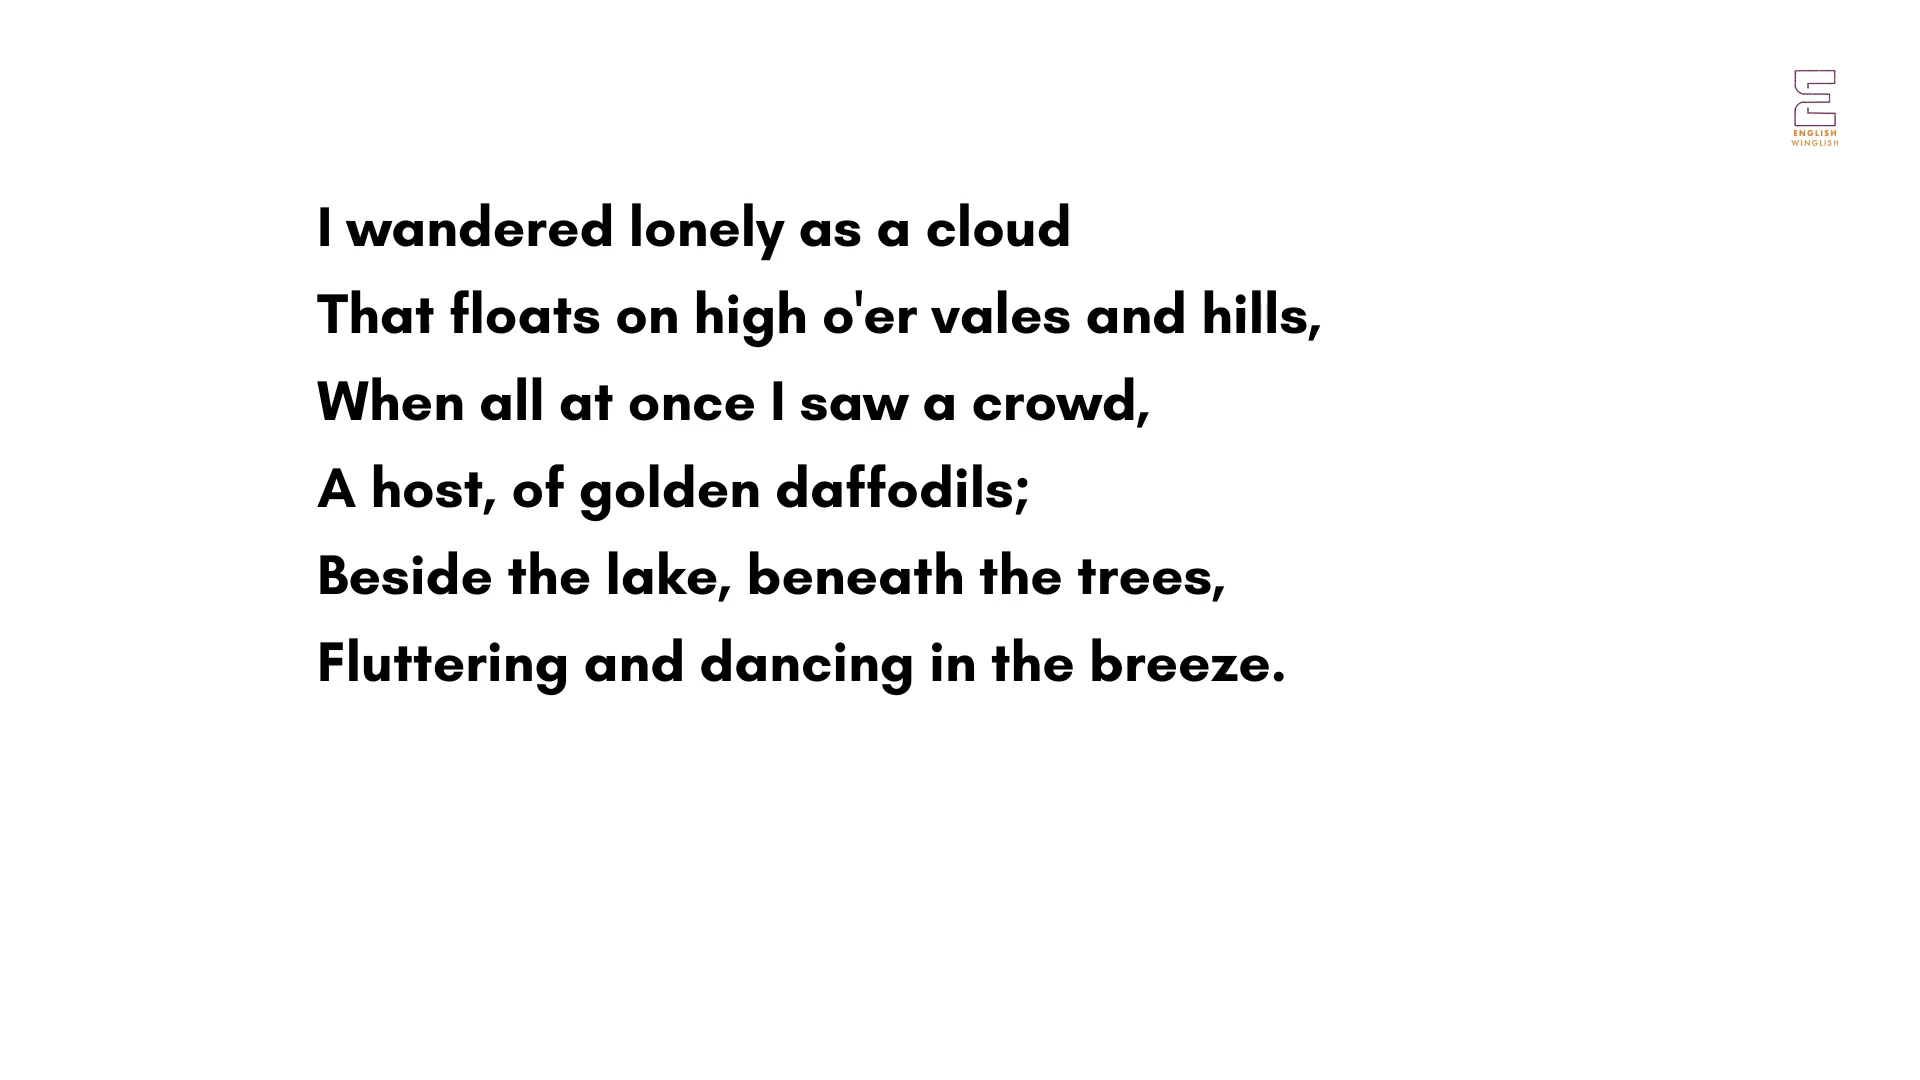 ENGLISH
WINGLISH
I wandered lonely as a cloud
That floats on high o'er vales and hills,
When all at once I saw a crowd,
A host, of golden daffodils;
Beside the lake, beneath the trees,
Fluttering and dancing in the breeze.